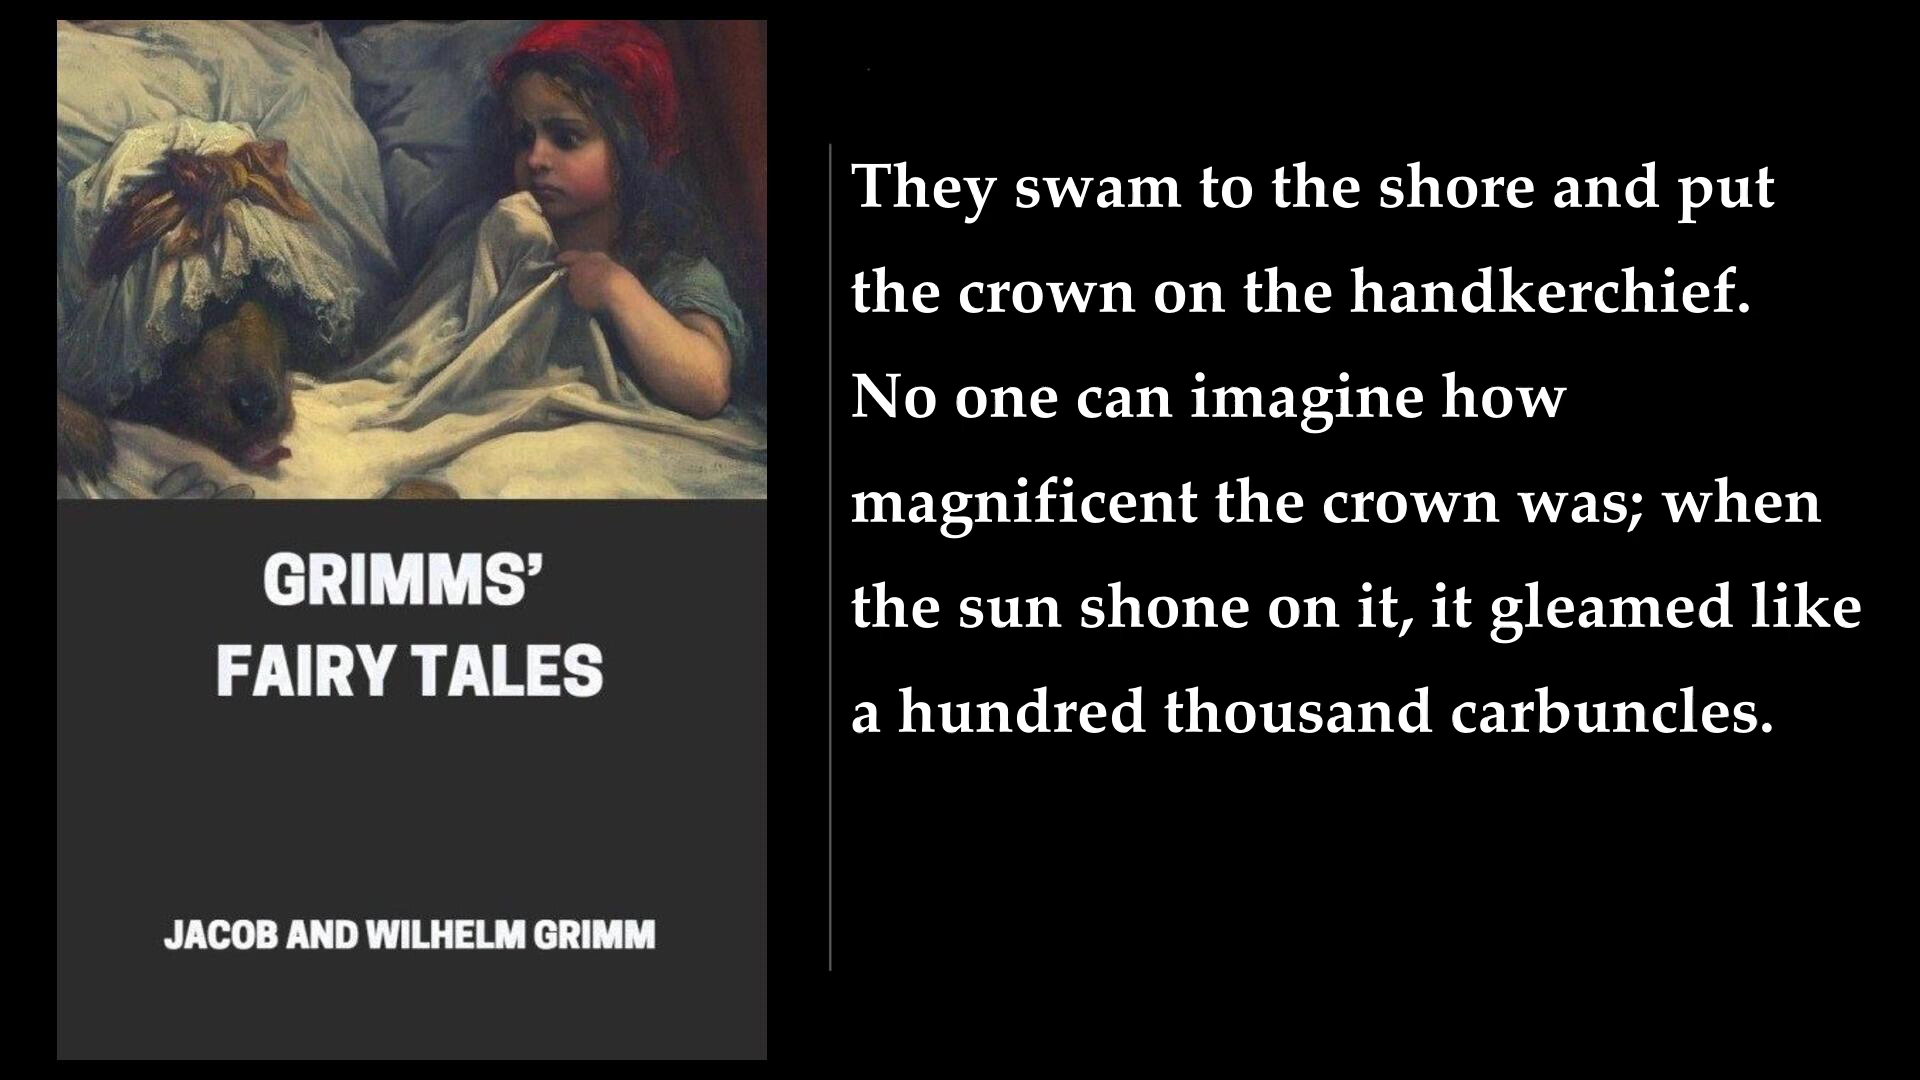 GRIMMS’
FAIRY TALES
JACOB AND WILHELM GRIMM
They swam to the shore and put
the crown on the handkerchief.
No one can imagine how
magnificent the crown was; when
the sun shone on it, it gleamed like
a hundred thousand carbuncles.